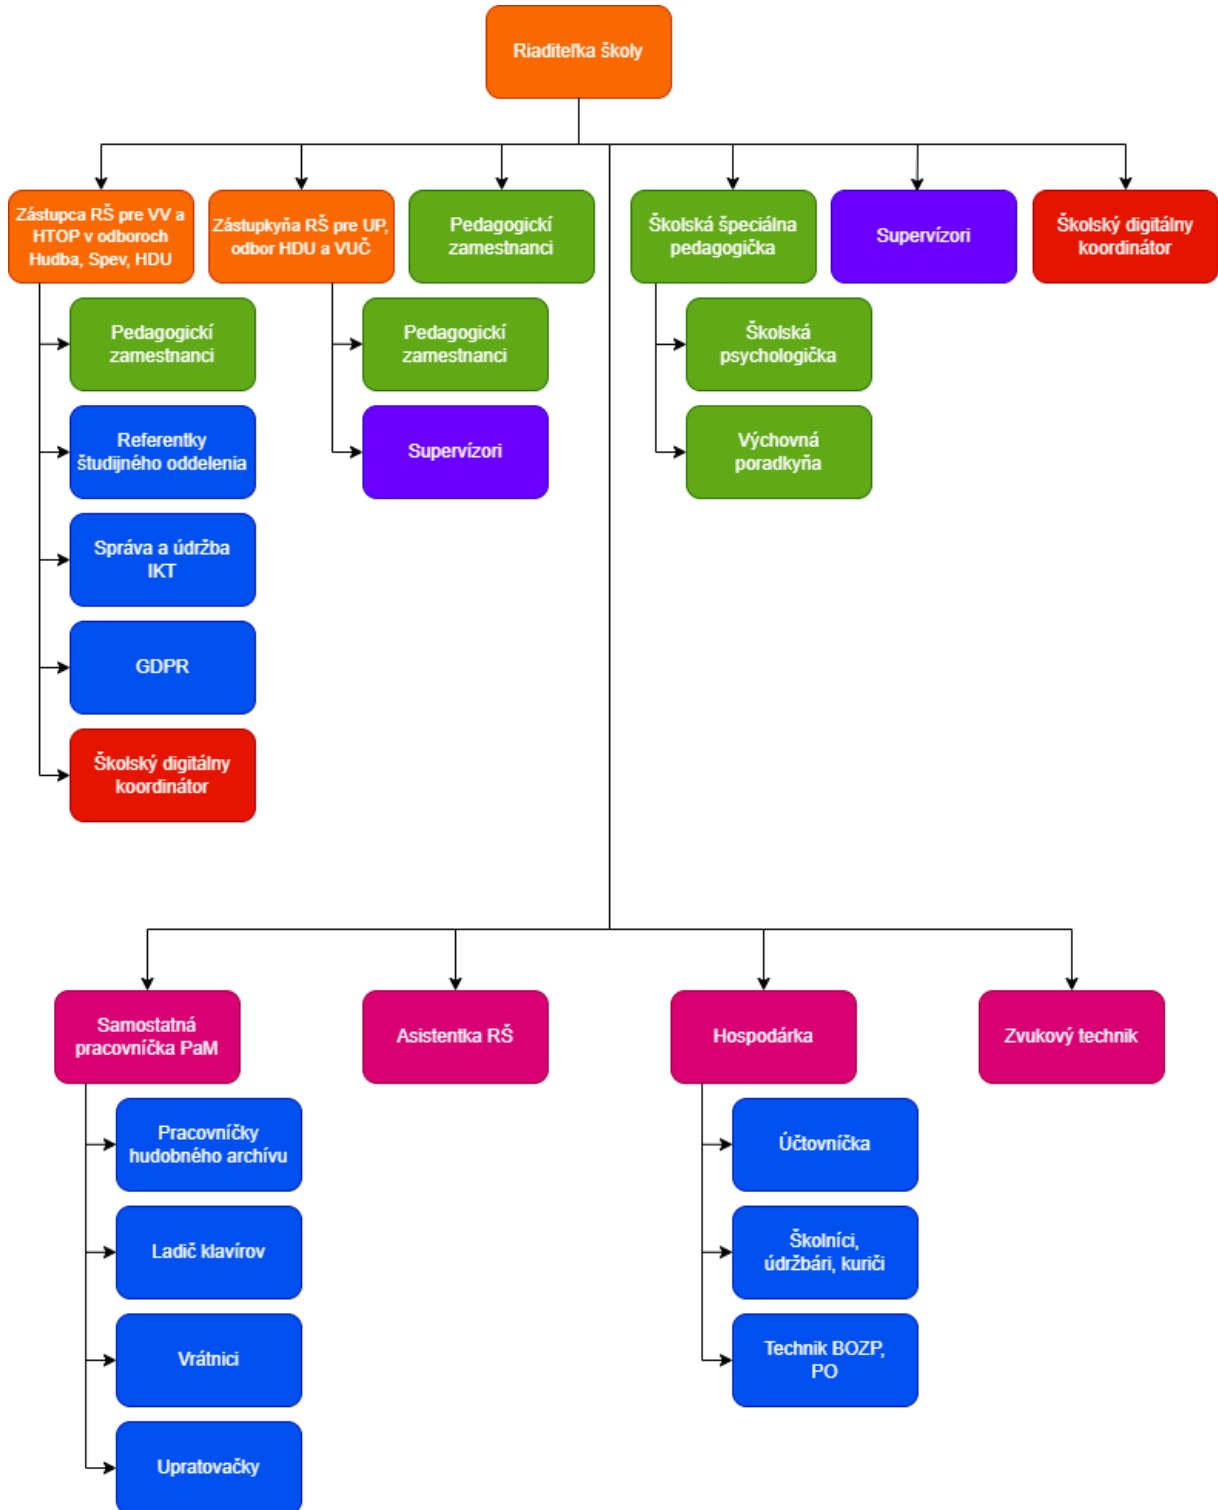 Riaditeľka školy
Zástupca RŠ pre VV a
HTOP v odboroch
Hudba, Spev, HDU
Zástupkyňa RŠ pre UP,
odbor HDU a VUČ
Pedagogickí
zamestnanci
Školská špeciálna
pedagogička
Supervízori
Školský digitálny
koordinátor
Pedagogickí
zamestnanci
Referentky
študijného oddelenia
Správa a údržba
IKT
GDPR
Školský digitálny
koordinátor
Pedagogickí
zamestnanci
Supervízori
Školská
psychologička
Výchovná
poradkyňa
Samostatná
pracovníčka PaM
Asistentka RŠ
Hospodárka
Zvukový technik
Pracovníčky
hudobného archívu
Ladič klavírov
Vrátnici
Upratovačky
Účtovníčka
Školníci,
údržbári, kuriči
Technik BOZP,
PO